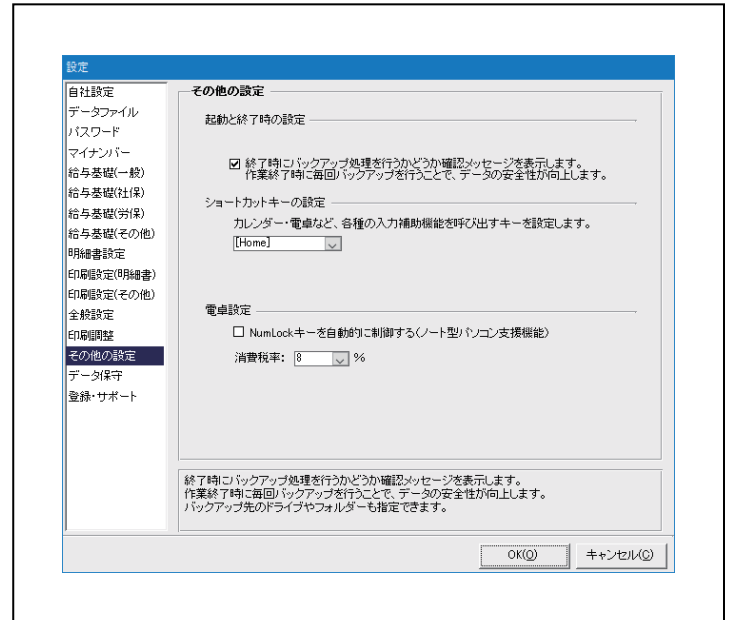 設定
自社設定
データファイル
パスワード
マイナンバー
給与基礎(一般)
給与基礎(社保)
給与基礎(労保)
給与基礎(その他)
明細書設定
印刷設定(明細書)
印刷設定(その他)
全般設定
印刷調整
その他の設定
データ保守
登録・サポート
その他の設定
起動と終了時の設定
終了時にバックアップ処理を行うかどうか確認メッセージを表示します。
作業終了時に毎回バックアップを行うことで、データの安全性が向上します。
ショートカットキーの設定
カレンダー・電卓など、各種の入力補助機能を呼び出すキーを設定します。
[Home]
電卓設定
NumLockキーを自動的に制御する(ノート型パソコン支援機能)
消費税率: 8 %
終了時にバックアップ処理を行うかどうか確認メッセージを表示します。
作業終了時に毎回バックアップを行うことで、データの安全性が向上します。
バックアップ先のドライブやフォルダーも指定できます。
OK(O) キャンセル(C)